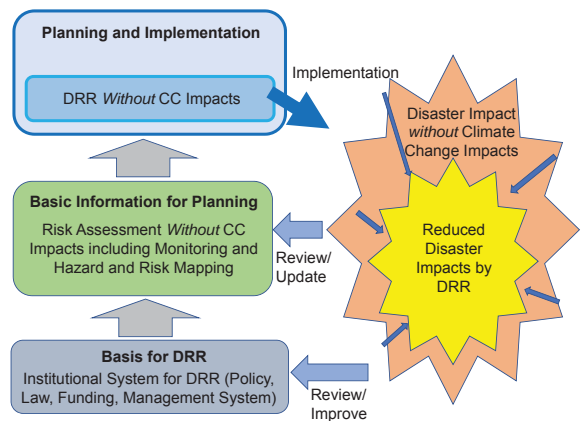 Planning and Implementation
DRR Without CC Impacts
Implementation
Disaster Impact
without Climate
Change Impacts
Basic Information for Planning
Risk Assessment Without CC
Impacts including Monitoring and
Hazard and Risk Mapping
Review/
Update
Reduced
Disaster
Impacts by
DRR
Basis for DRR
Institutional System for DRR (Policy,
Law, Funding, Management System)
Review/
Improve